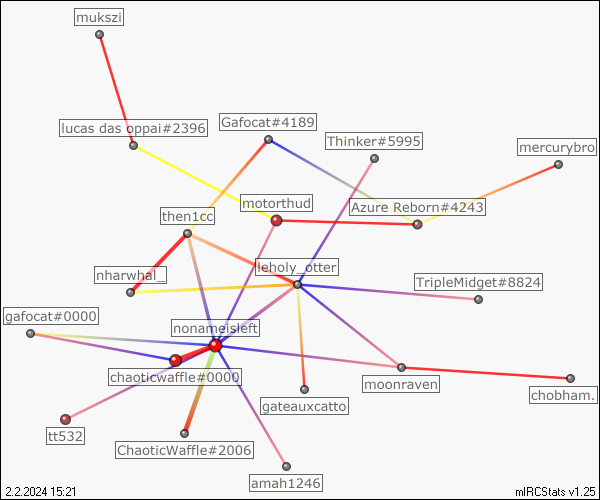 mukszi
lucas das oppai#2396
Gafocat#4189
Thinker#5995
mercurybro
motorthud
Azure Reborn#4243
then1cc
leholy_otter
nharwhal_
TripleMidget#8824
gafocat#0000
nonameisleft
chaoticwaffle#0000
moonraven
chobham.
gateauxcatto
tt532
ChaoticWaffle#2006
amah1246
2.2.2024 15:21
mIRCStats v1.25